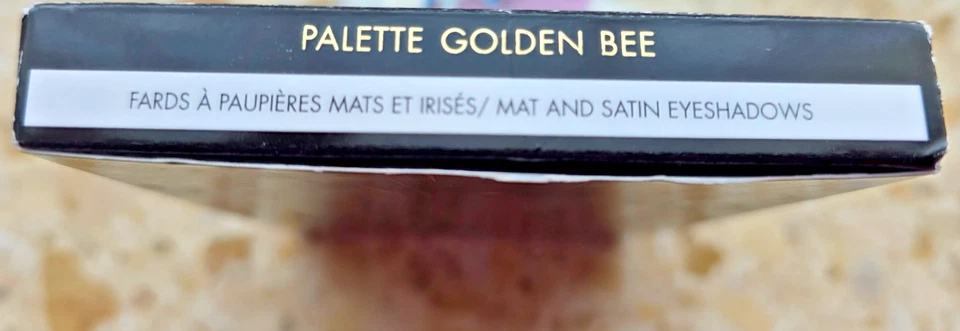 PALETTE GOLDEN BEE
FARDS À PAUPIÈRES MATS ET IRISÉS/ MAT AND SATIN EYESHADOWS